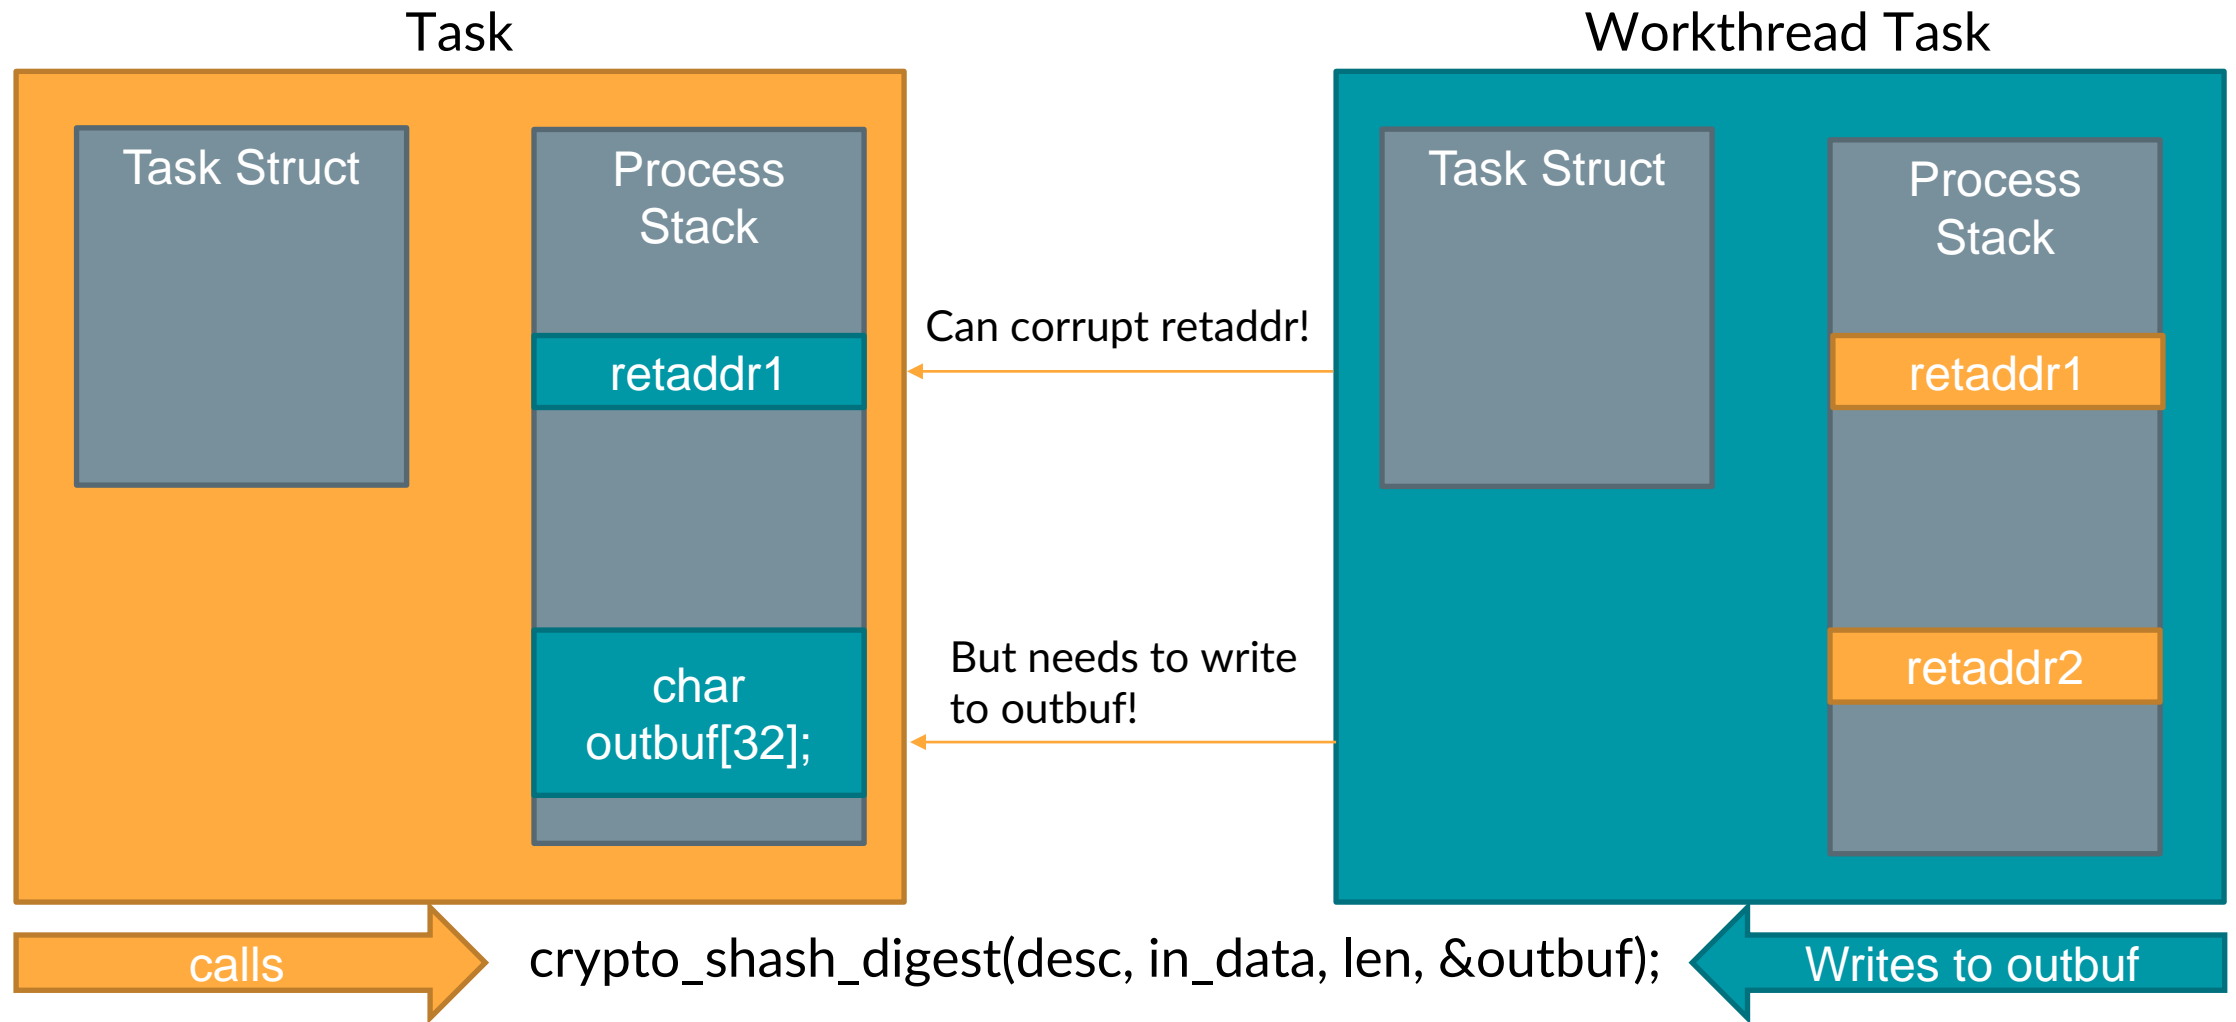 Task
Workthread Task
Task Struct
Process
Stack
retaddr1
char
outbuf[32];
Can corrupt retaddr!
But needs to write
to outbuf!
Task Struct
Process
Stack
retaddr1
retaddr2
calls
crypto_shash_digest(desc, in_data, len, &outbuf);
Writes to outbuf